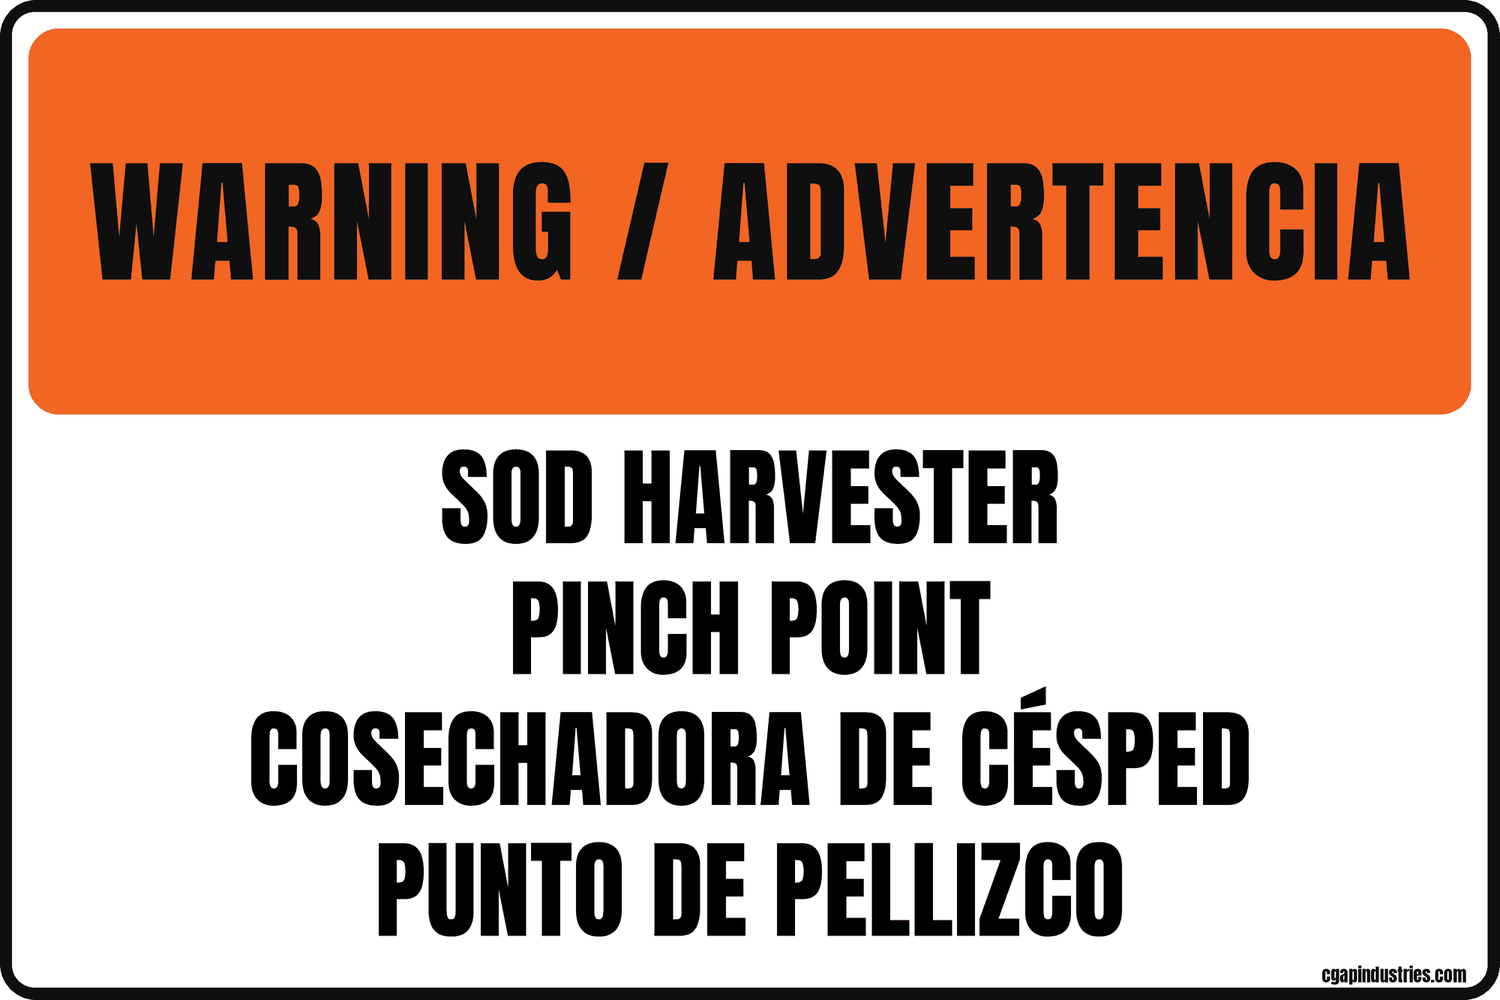 WARNING / ADVERTENCIA
SOD HARVESTER
PINCH POINT
COSECHADORA DE CÉSPED
PUNTO DE PELLIZCO
cgapindustries.com